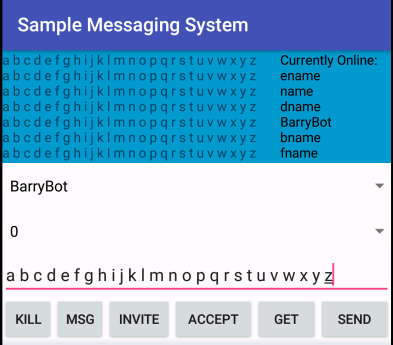 Sample Messaging System
a b c d e f g h i j k l m n o p q r s t u v w x y z
a b c d e f g h i j k l m n o p q r s t u v w x y z
a b c d e f g h i j k l m n o p q r s t u v w x y z
a b c d e f g h i j k l m n o p q r s t u v w x y z
a b c d e f g h i j k l m n o p q r s t u v w x y z
a b c d e f g h i j k l m n o p q r s t u v w x y z
a b c d e f g h i j k l m n o p q r s t u v w x y z
Currently Online:
ename
name
dname
BarryBot
bname
fname
BarryBot
0
a b c d e f g h i j k l m n o p q r s t u v w x y z
KILL MSG INVITE ACCEPT GET SEND